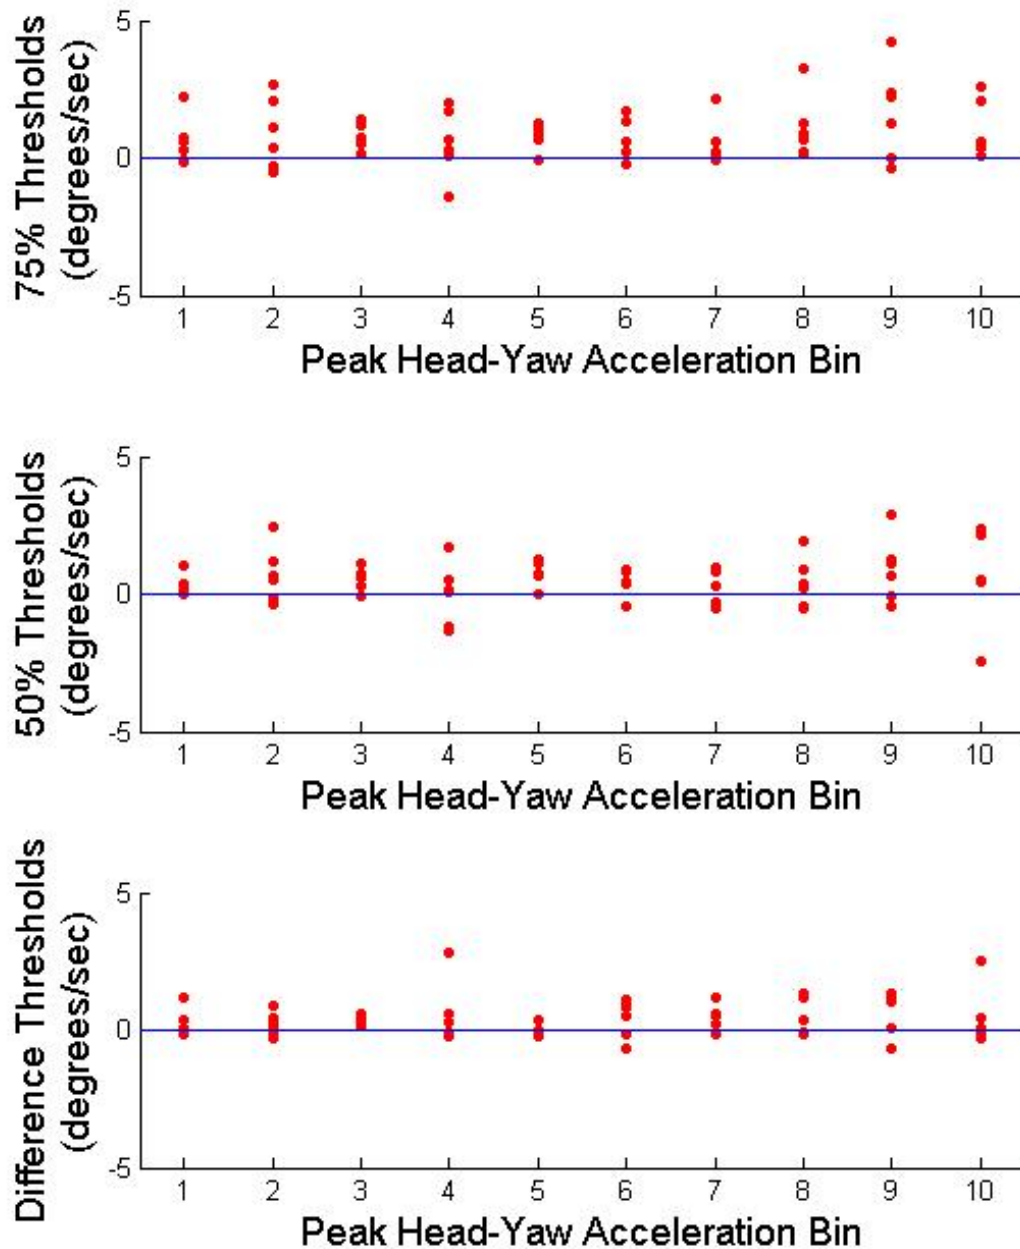 75% Thresholds
(degrees/sec)
5
0
-5
1 2 3 4 5 6 7 8 9 10
Peak Head-Yaw Acceleration Bin
50% Thresholds
(degrees/sec)
5
0
-5
1 2 3 4 5 6 7 8 9 10
Peak Head-Yaw Acceleration Bin
Difference Thresholds
(degrees/sec)
5
0
-5
1 2 3 4 5 6 7 8 9 10
Peak Head-Yaw Acceleration Bin